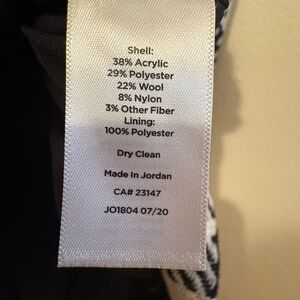 Shell:
38% Acrylic
29% Polyester
22% Wool
8% Nylon
3% Other Fiber
Lining:
100% Polyester
Dry Clean
Made In Jordan
CA# 23147
JO1804 07/20